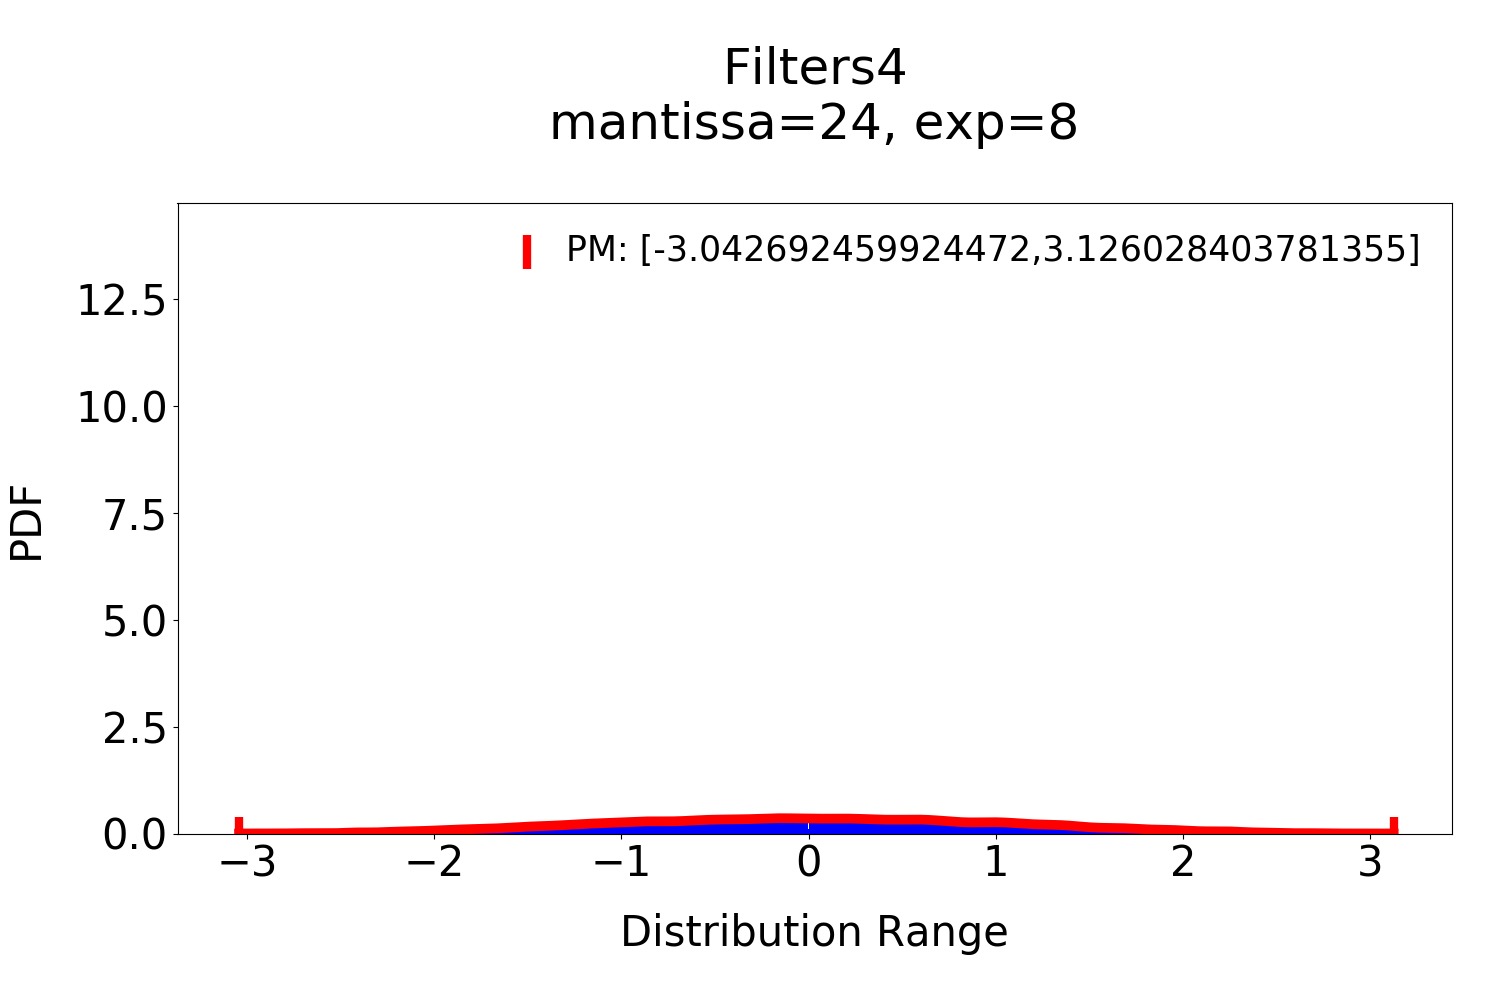 Filters4
mantissa=24, exp=8
PM: [-3.042692459924472,3.126028403781355]
12.5
10.0
7.5
5.0
2.5
0.0
PDF
−3 −2 −1 0 1 2 3
Distribution Range